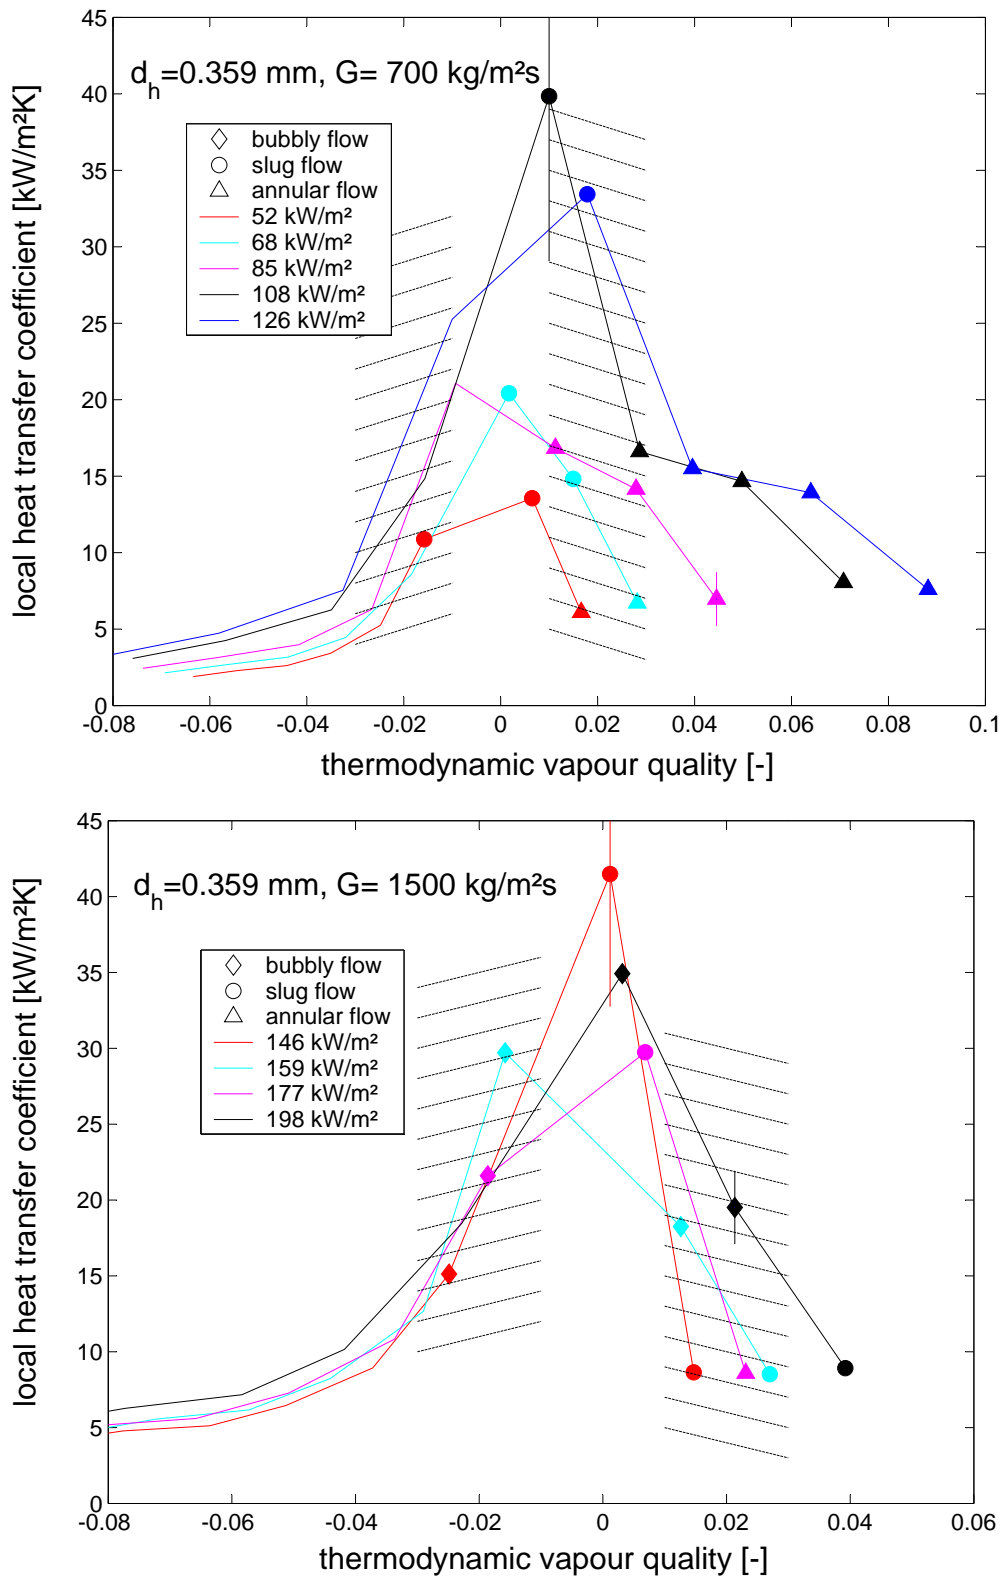 45
40
35
30
25
20
15
10
5
0
local heat transfer coefficient [kW/m²K]
d_h=0.359 mm, G= 700 kg/m²s
bubbly flow
slug flow
annular flow
52 kW/m²
68 kW/m²
85 kW/m²
108 kW/m²
126 kW/m²
-0.08 -0.06 -0.04 -0.02 0 0.02 0.04 0.06 0.08 0.1
thermodynamic vapour quality [-]
45
40
35
30
25
20
15
10
5
0
local heat transfer coefficient [kW/m²K]
d_h=0.359 mm, G= 1500 kg/m²s
bubbly flow
slug flow
annular flow
146 kW/m²
159 kW/m²
177 kW/m²
198 kW/m²
-0.08 -0.06 -0.04 -0.02 0 0.02 0.04 0.06
thermodynamic vapour quality [-]